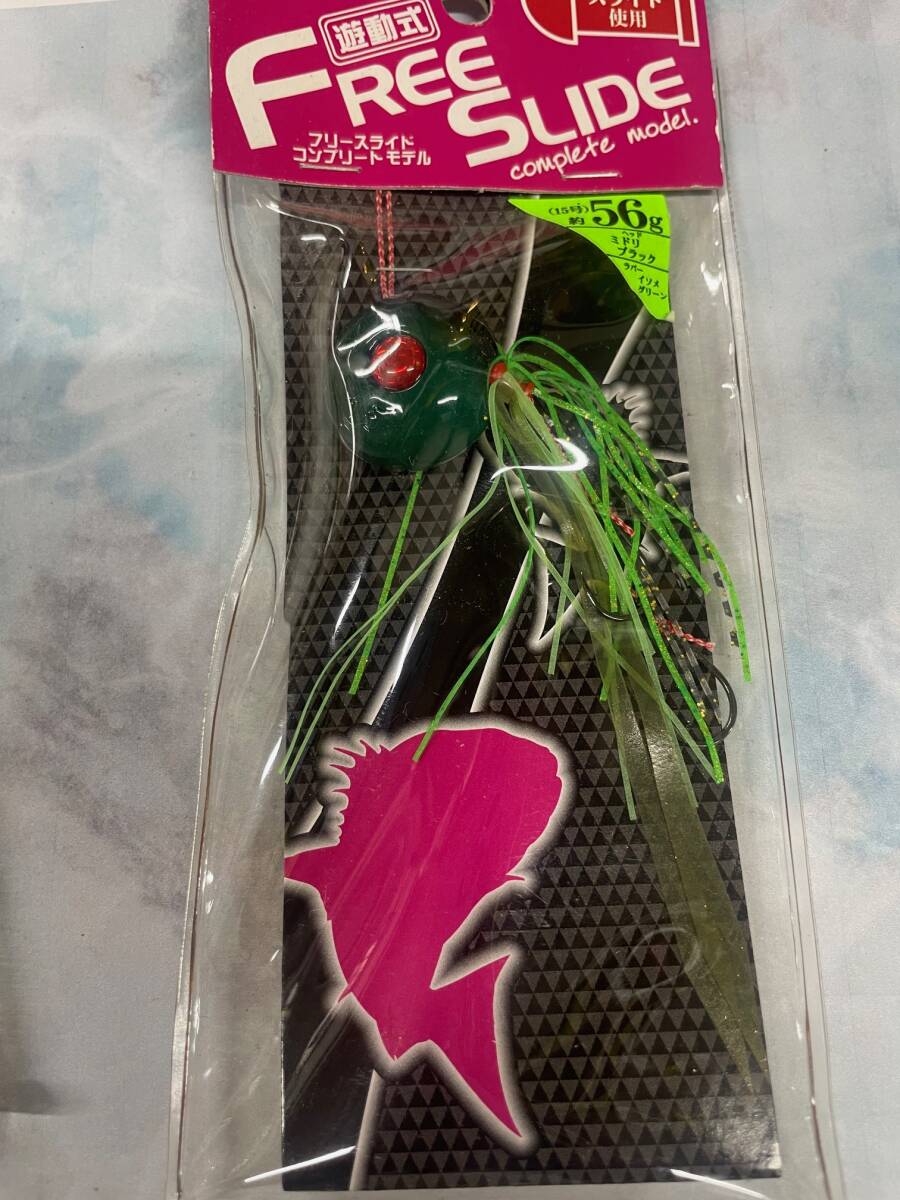 スライド
使用
遊動式
FREE
SLIDE
complete model.
フリースライド
コンプリートモデル
(15号)
約56g
ヘッド
ミドリ
ブラック
ラバー
イソメ
グリーン